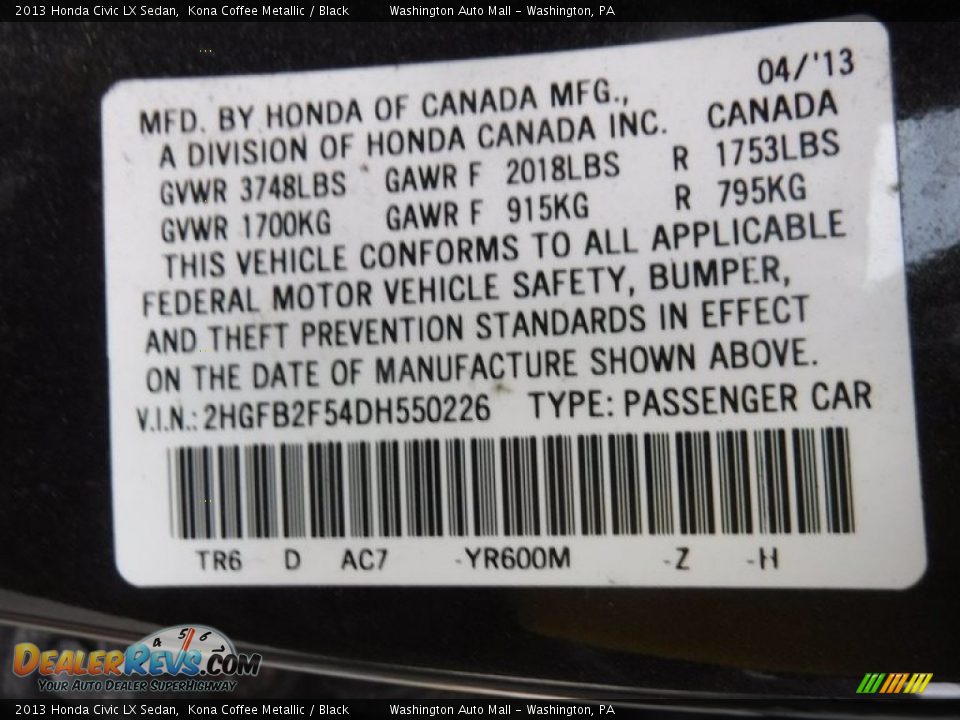 2013 Honda Civic LX Sedan, Kona Coffee Metallic / Black Washington Auto Mall - Washington, PA
04/'13
MFD. BY HONDA OF CANADA MFG.,
A DIVISION OF HONDA CANADA INC. CANADA
GVWR 3748LBS GAWR F 2018LBS R 1753LBS
GVWR 1700KG GAWR F 915KG R 795KG
THIS VEHICLE CONFORMS TO ALL APPLICABLE
FEDERAL MOTOR VEHICLE SAFETY, BUMPER,
AND THEFT PREVENTION STANDARDS IN EFFECT
ON THE DATE OF MANUFACTURE SHOWN ABOVE.
V.I.N.: 2HGFB2F54DH550226 TYPE: PASSENGER CAR
TR6 D AC7 -YR600M -Z -H
4 5 6 7
DEALERREVS.COM
YOUR AUTO DEALER SUPERHIGHWAY
2013 Honda Civic LX Sedan, Kona Coffee Metallic / Black Washington Auto Mall - Washington, PA